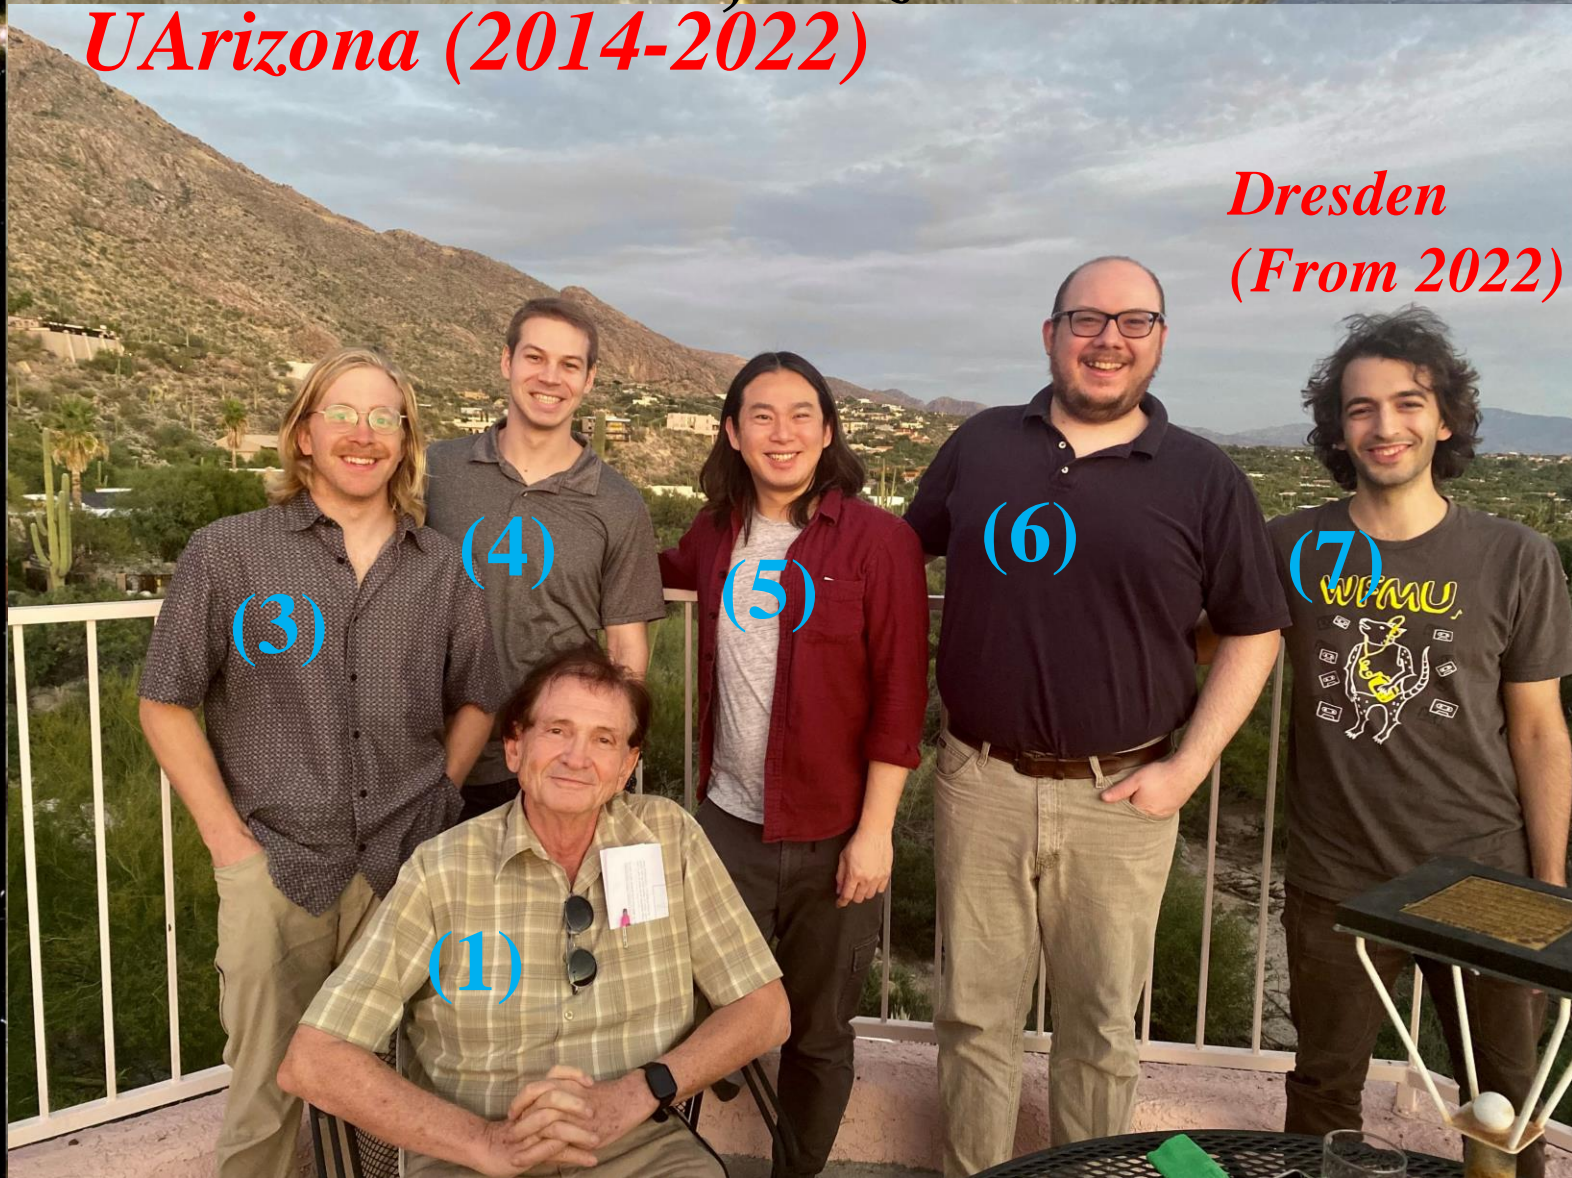 UArizona (2014-2022)
Dresden
(From 2022)
(4)
(6)
(7)
(5)
WFMU
(3)
(1)